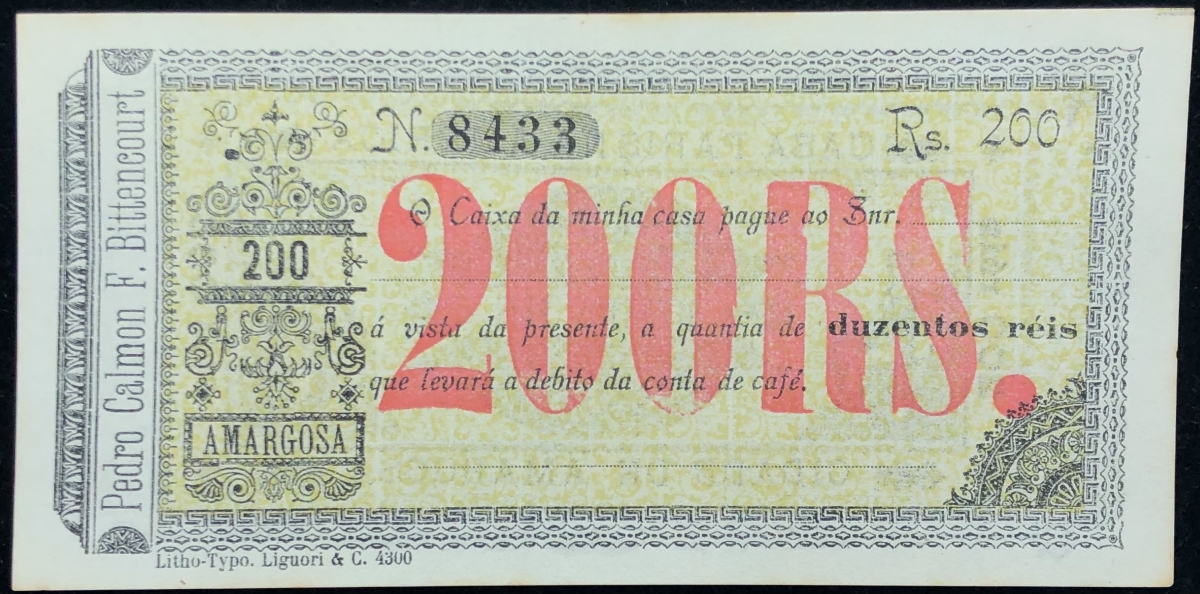 Pedro Calmon F. Bittencourt
N. 8433
Rs. 200
200
AMARGOSA
200RS.
O Caixa da minha casa pague ao Snr.
á vista da presente, a quantia de duzentos réis
que levará a debito da conta de café.
Litho-Typo. Liguori & C. 4300